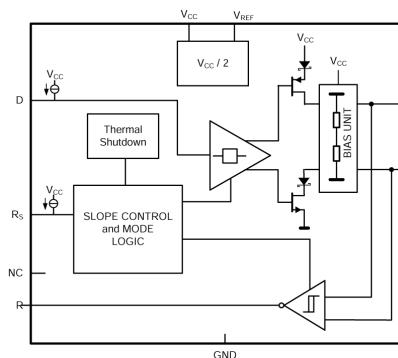 VCC VREF
VCC
VCC / 2
VCC
VCC
D
Thermal
Shutdown
BIAS UNIT
VCC
RS
SLOPE CONTROL
and MODE
LOGIC
NC
R
GND